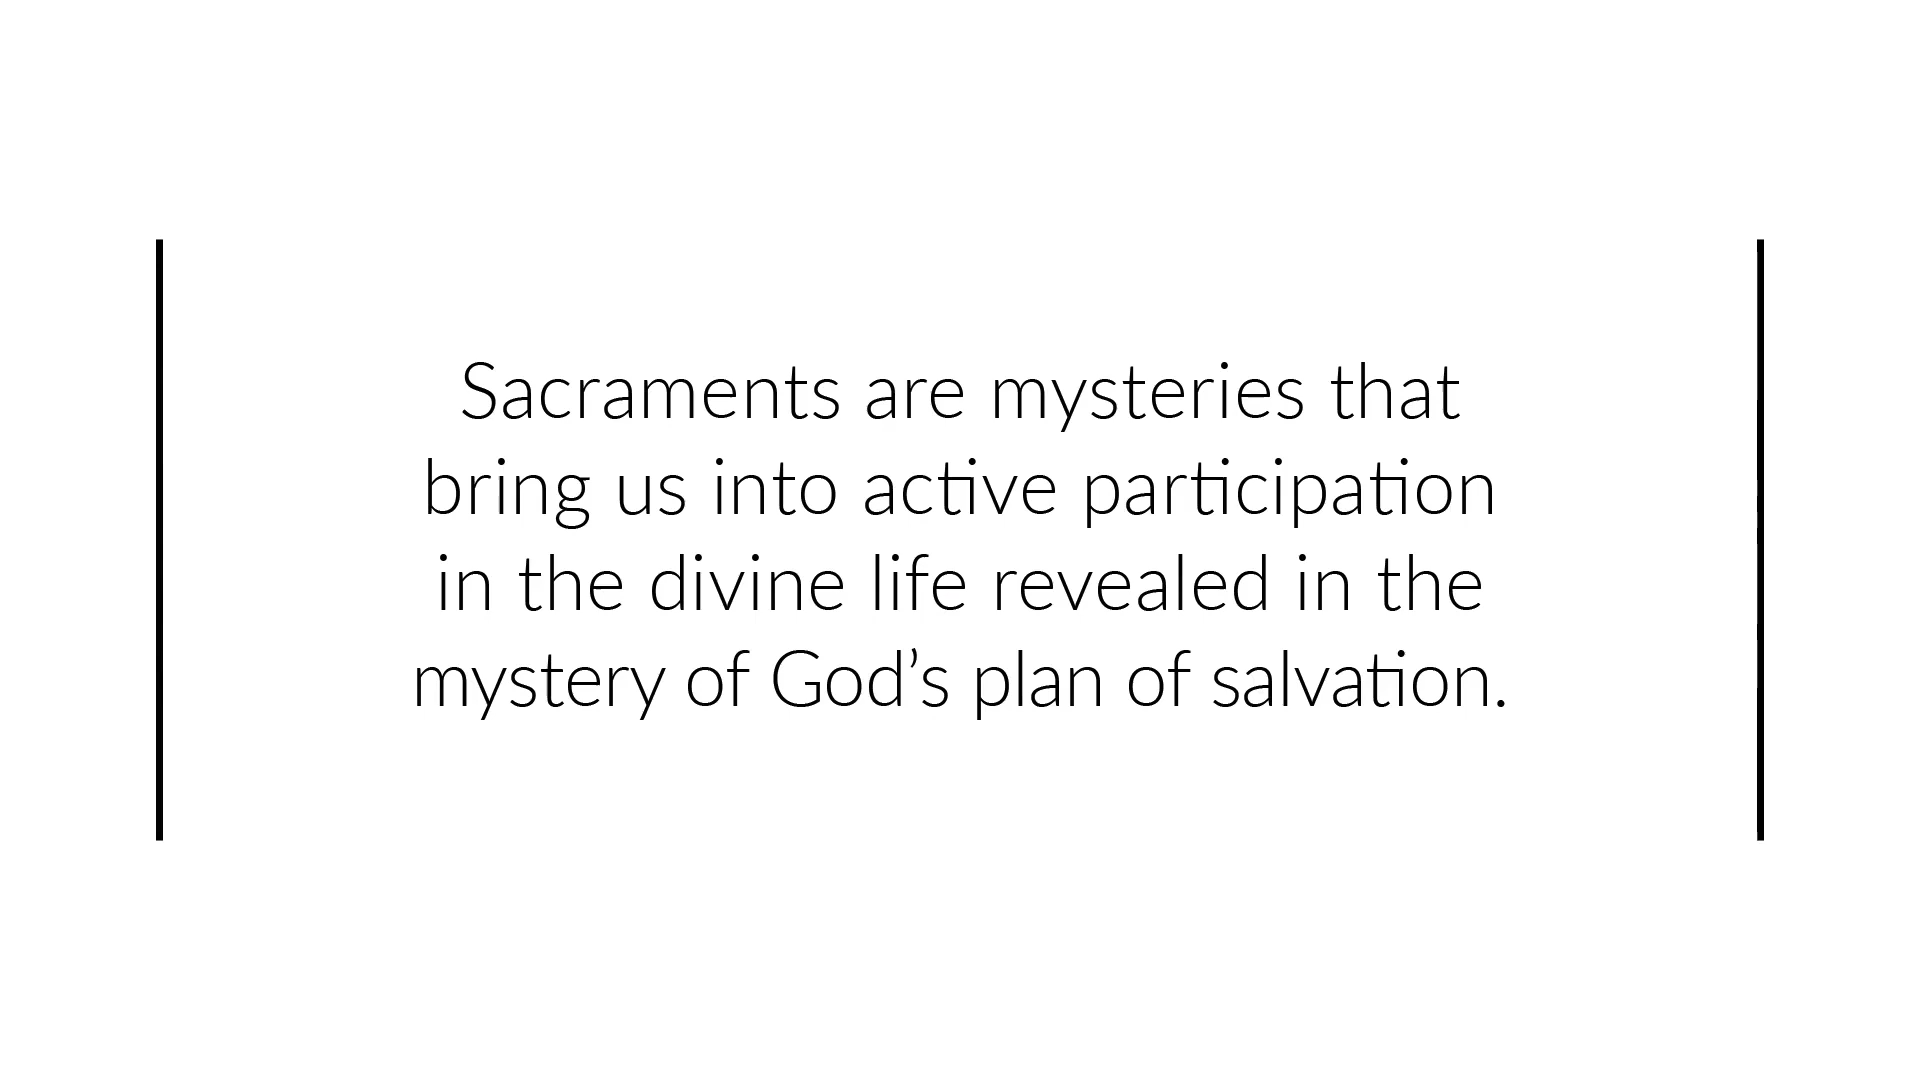 Sacraments are mysteries that
bring us into active participation
in the divine life revealed in the
mystery of God’s plan of salvation.